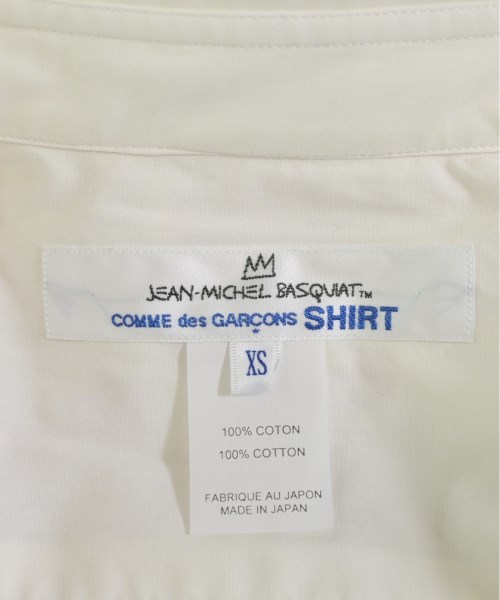 JEAN-MICHEL BASQUIAT™
COMME des GARÇONS SHIRT
XS
100% COTON
100% COTTON
FABRIQUE AU JAPON
MADE IN JAPAN